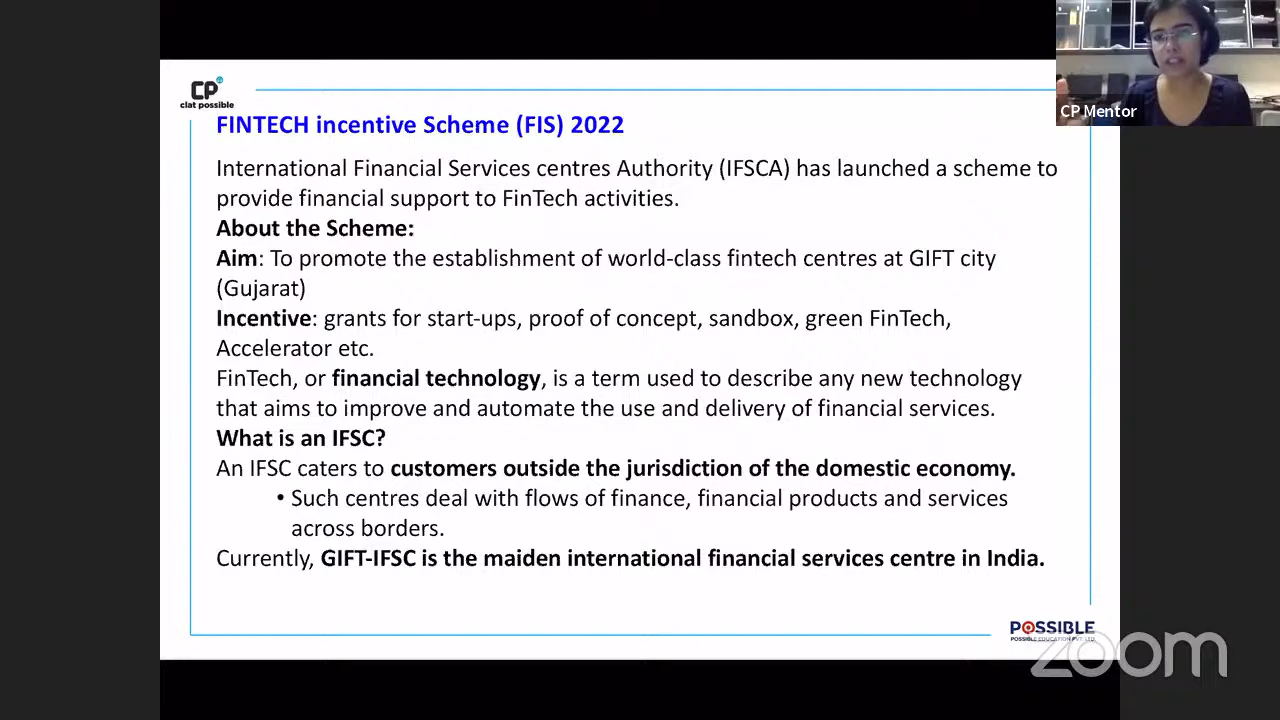 CP
clat possible
CP Mentor
FINTECH incentive Scheme (FIS) 2022
International Financial Services centres Authority (IFSCA) has launched a scheme to
provide financial support to FinTech activities.
About the Scheme:
Aim: To promote the establishment of world-class fintech centres at GIFT city
(Gujarat)
Incentive: grants for start-ups, proof of concept, sandbox, green FinTech,
Accelerator etc.
FinTech, or financial technology, is a term used to describe any new technology
that aims to improve and automate the use and delivery of financial services.
What is an IFSC?
An IFSC caters to customers outside the jurisdiction of the domestic economy.
• Such centres deal with flows of finance, financial products and services
across borders.
Currently, GIFT-IFSC is the maiden international financial services centre in India.
POSSIBLE
POSSIBLE EDUCATION PVT. LTD.
zoom